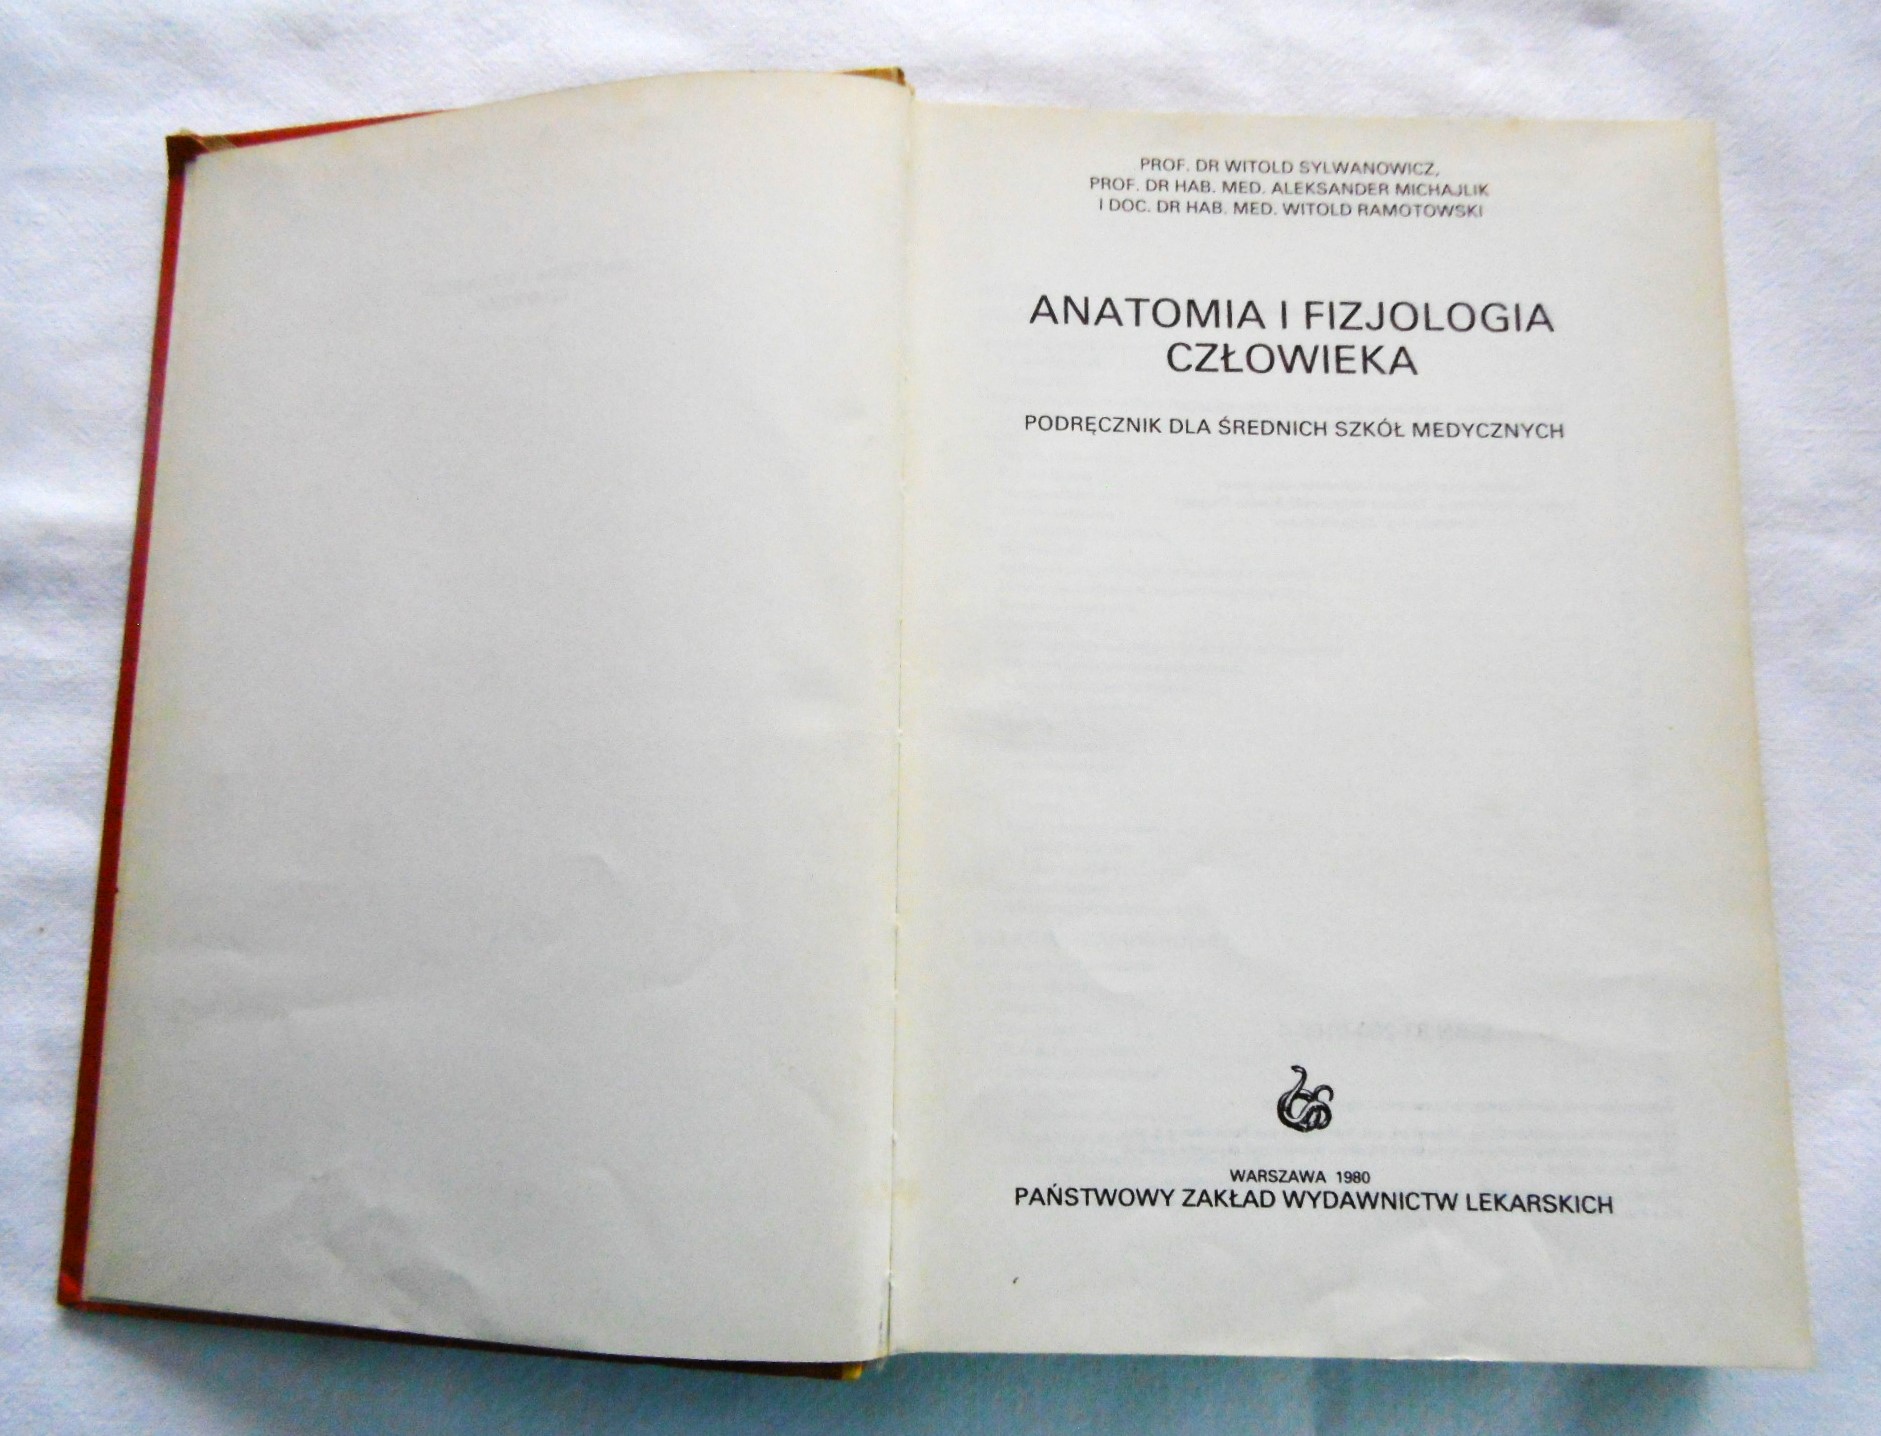 PROF. DR WITOLD SYLWANOWICZ,
PROF. DR HAB. MED. ALEKSANDER MICHAJLIK
I DOC. DR HAB. MED. WITOLD RAMOTOWSKI
ANATOMIA I FIZJOLOGIA
CZŁOWIEKA
PODRĘCZNIK DLA ŚREDNICH SZKÓŁ MEDYCZNYCH
WARSZAWA 1980
PAŃSTWOWY ZAKŁAD WYDAWNICTW LEKARSKICH